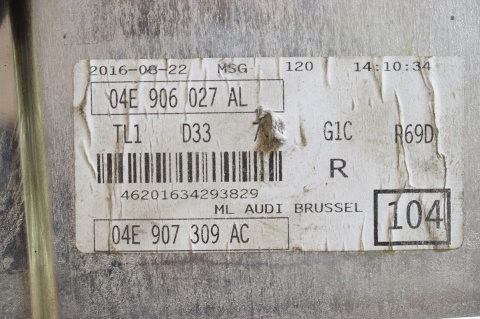 2016-08-22 MSG 120 14:10:34
04E 906 027 AL
TL1 D33 G1C R69D
R
46201634293829
ML AUDI BRUSSEL
104
04E 907 309 AC